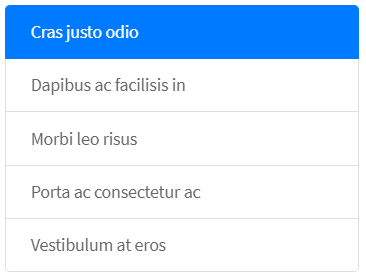 Cras justo odio
Dapibus ac facilisis in
Morbi leo risus
Porta ac consectetur ac
Vestibulum at eros